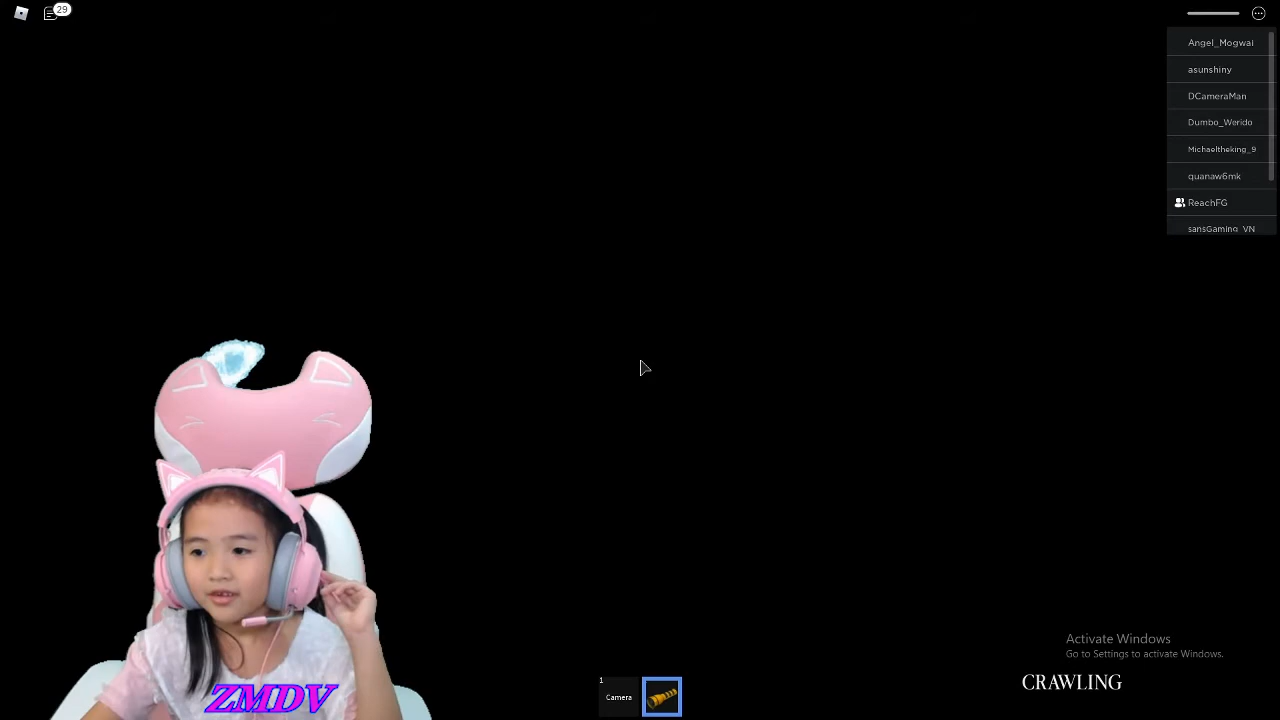 29
Angel_Mogwai
asunshiny
DCameraMan
Dumbo_Werido
Michaeltheking_9
quanaw6mk
ReachFG
sansGaming_VN
Activate Windows
Go to Settings to activate Windows.
CRAWLING
1
Camera
ZMDV